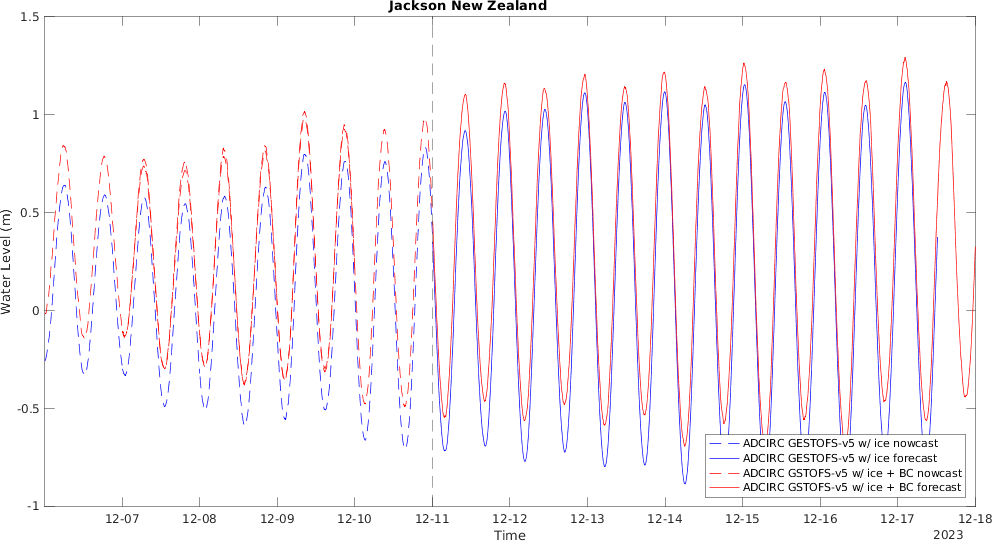 Jackson New Zealand
1.5
1
0.5
0
-0.5
-1
Water Level (m)
ADCIRC GESTOFS-v5 w/ ice nowcast
ADCIRC GESTOFS-v5 w/ ice forecast
ADCIRC GSTOFS-v5 w/ ice + BC nowcast
ADCIRC GSTOFS-v5 w/ ice + BC forecast
12-07 12-08 12-09 12-10 12-11 12-12 12-13 12-14 12-15 12-16 12-17 12-18
Time
2023